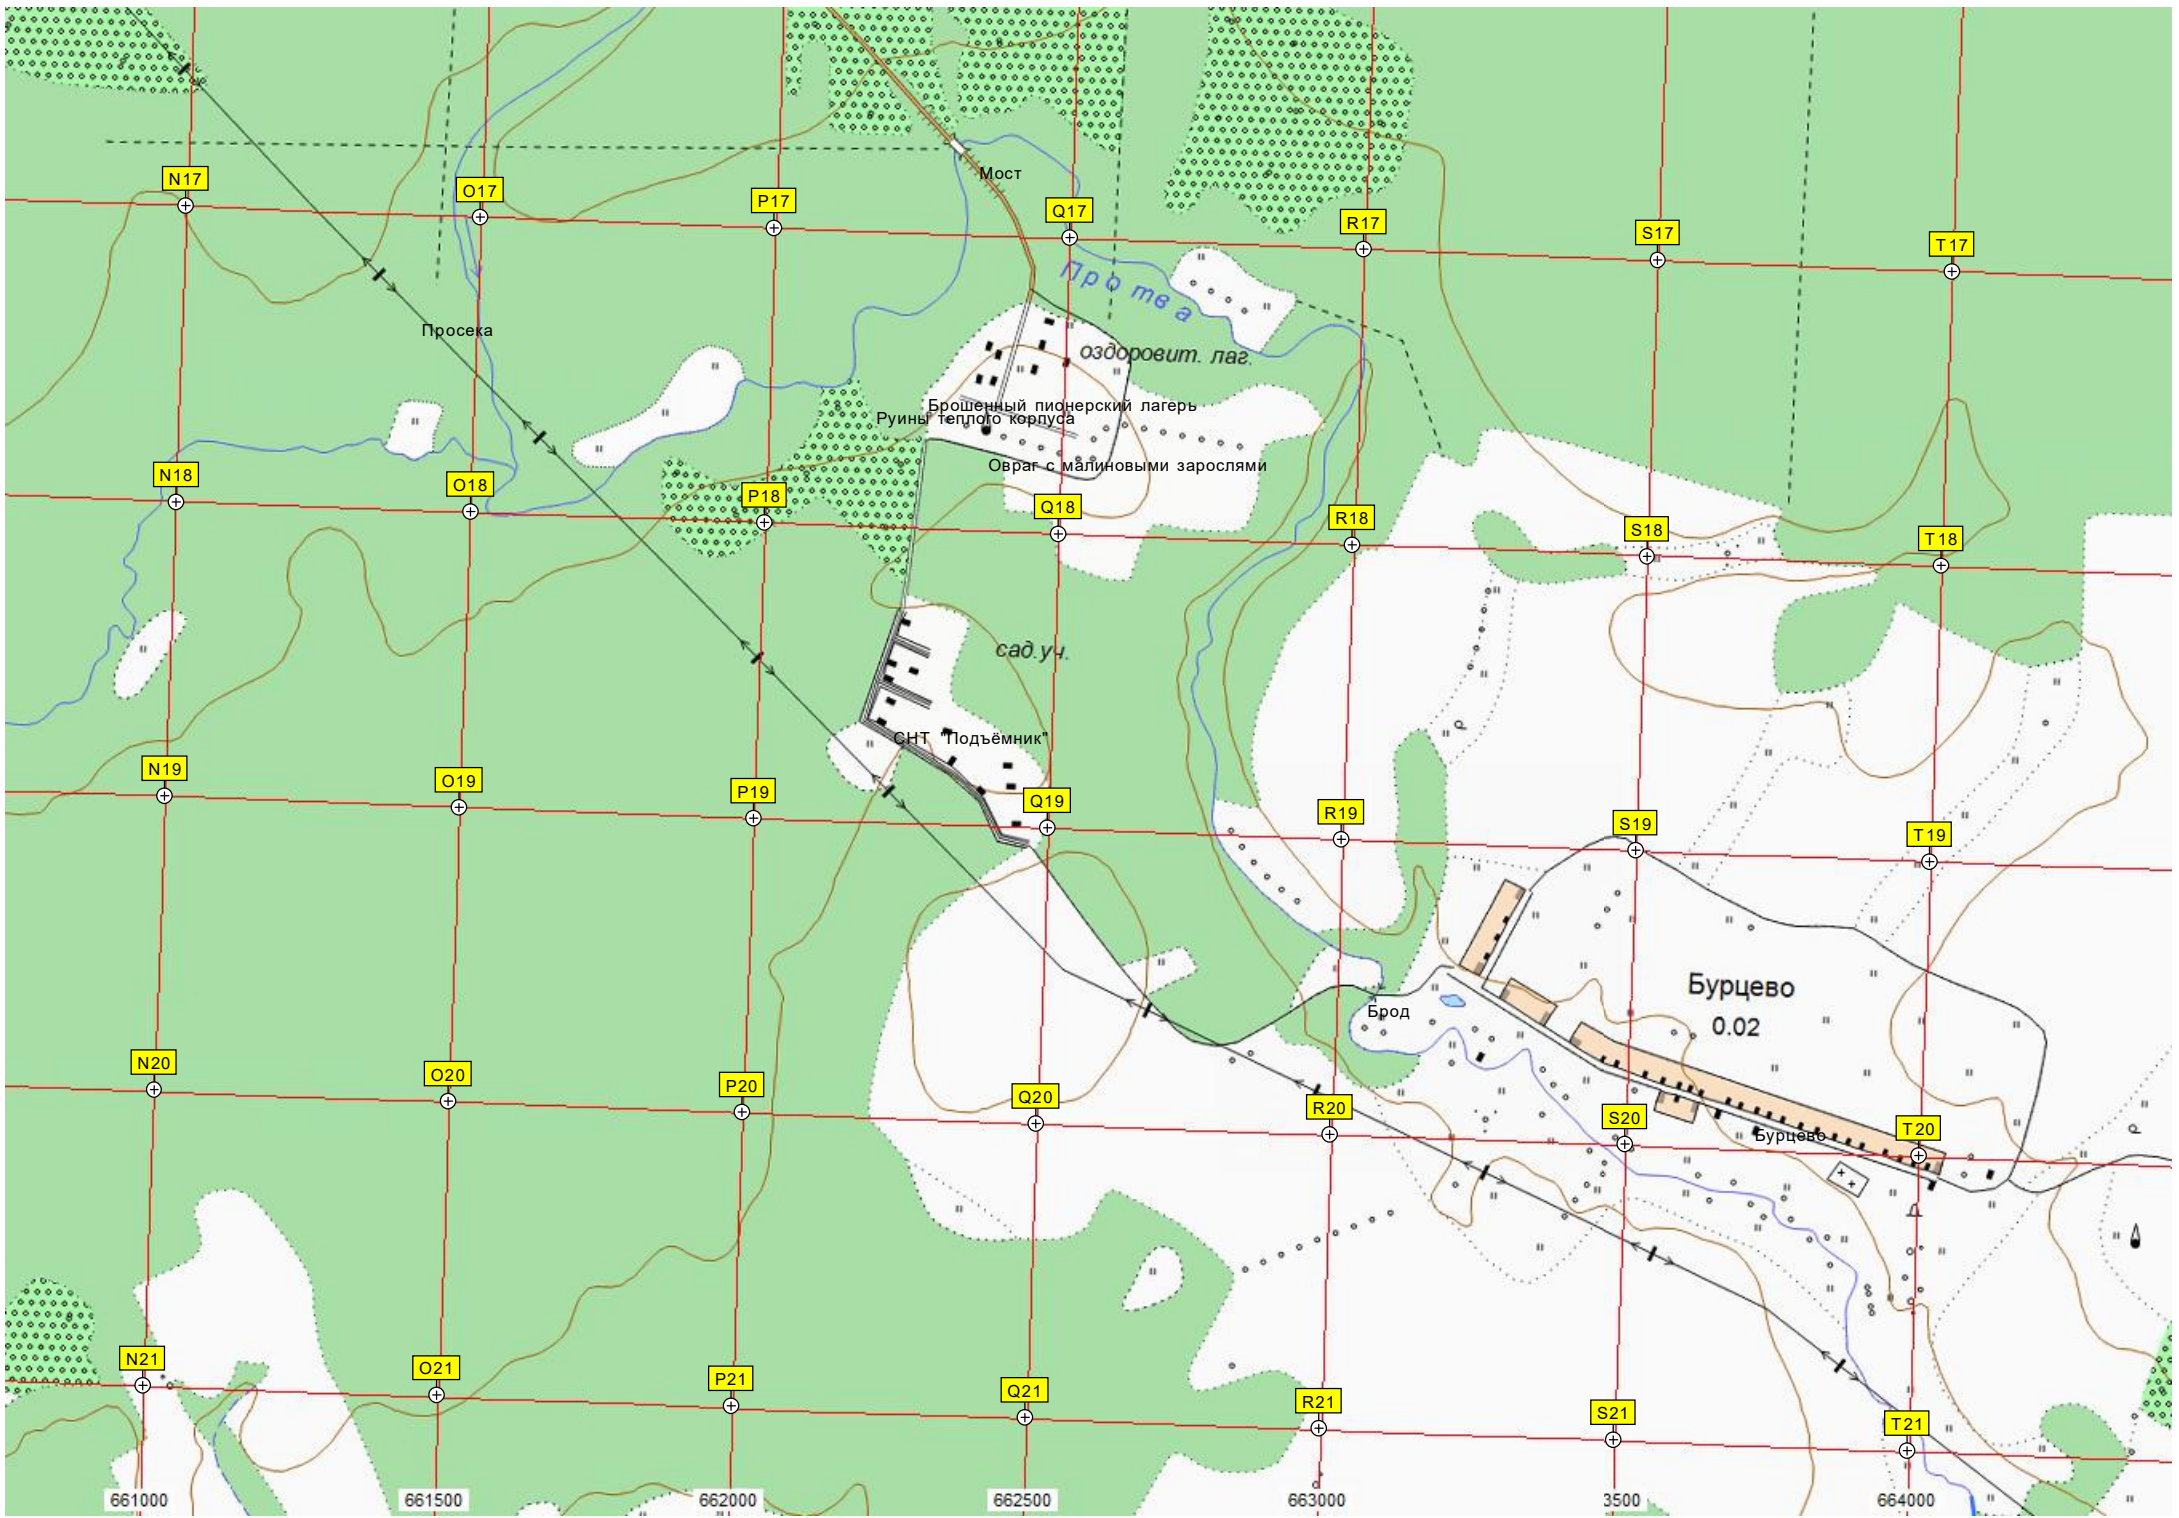 Мост
N17
O17
P17
Q17
R17
S17
T17
Протва
Просека
оздоровит. лаг.
Брошенный пионерский лагерь
Руины теплого корпуса
Овраг с малиновыми зарослями
N18
O18
P18
Q18
R18
S18
T18
сад.уч.
СНТ "Подъёмник"
N19
O19
P19
Q19
R19
S19
T19
Бурцево
0.02
Брод
N20
O20
P20
Q20
R20
S20
T20
Бурцево
N21
O21
P21
Q21
R21
S21
T21
661000
661500
662000
662500
663000
3500
664000